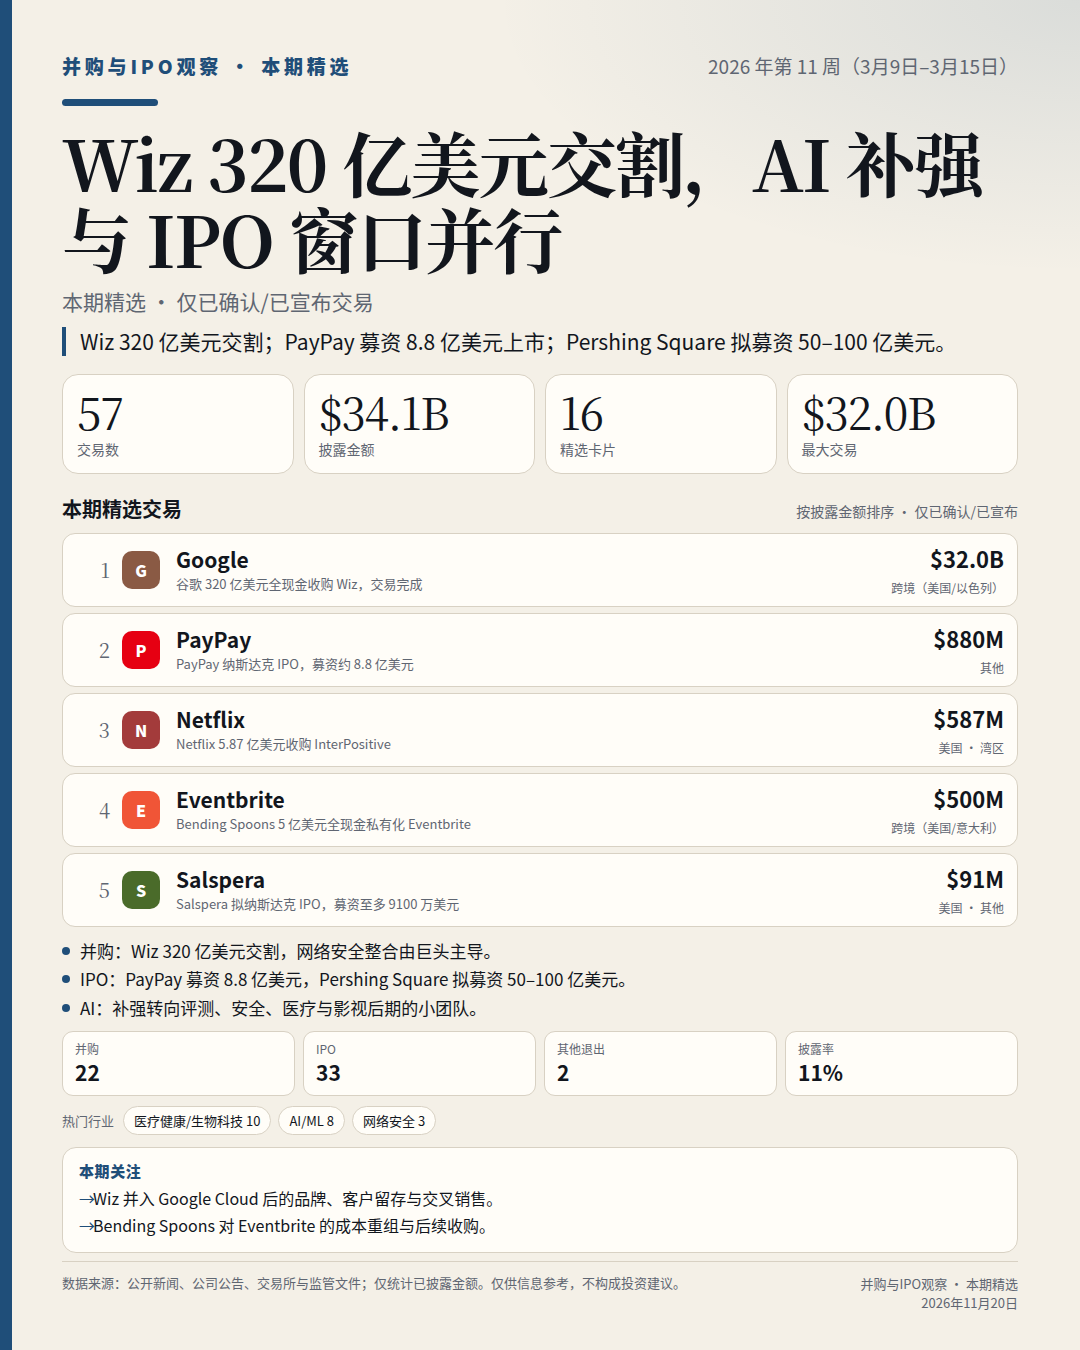 并购与IPO观察 · 本期精选
2026 年第 11 周（3月9日–3月15日）
Wiz 320 亿美元交割，AI 补强
与 IPO 窗口并行
本期精选 · 仅已确认/已宣布交易
Wiz 320 亿美元交割；PayPay 募资 8.8 亿美元上市；Pershing Square 拟募资 50–100 亿美元。
57
交易数
$34.1B
披露金额
16
精选卡片
$32.0B
最大交易
本期精选交易
按披露金额排序 · 仅已确认/已宣布
1
G
Google
谷歌 320 亿美元全现金收购 Wiz，交易完成
$32.0B
跨境（美国/以色列）
2
P
PayPay
PayPay 纳斯达克 IPO，募资约 8.8 亿美元
$880M
其他
3
N
Netflix
Netflix 5.87 亿美元收购 InterPositive
$587M
美国 · 湾区
4
E
Eventbrite
Bending Spoons 5 亿美元全现金私有化 Eventbrite
$500M
跨境（美国/意大利）
5
S
Salspera
Salspera 拟纳斯达克 IPO，募资至多 9100 万美元
$91M
美国 · 其他
并购：Wiz 320 亿美元交割，网络安全整合由巨头主导。
IPO：PayPay 募资 8.8 亿美元，Pershing Square 拟募资 50–100 亿美元。
AI：补强转向评测、安全、医疗与影视后期的小团队。
并购
22
IPO
33
其他退出
2
披露率
11%
热门行业 医疗健康/生物科技 10 AI/ML 8 网络安全 3
本期关注
→Wiz 并入 Google Cloud 后的品牌、客户留存与交叉销售。
→Bending Spoons 对 Eventbrite 的成本重组与后续收购。
数据来源：公开新闻、公司公告、交易所与监管文件；仅统计已披露金额。仅供信息参考，不构成投资建议。
并购与IPO观察 · 本期精选
2026年11月20日